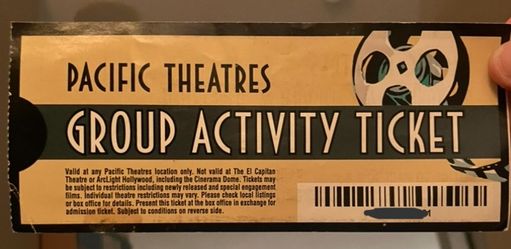 PACIFIC THEATRES
GROUP ACTIVITY TICKET
Valid at any Pacific Theatres location only. Not valid at The El Capitan
Theatre or ArcLight Hollywood, including the Cinerama Dome. Tickets may
be subject to restrictions including newly released and special engagement
films. Individual theatre restrictions may vary. Please check local listings
or box office for details. Present this ticket at the box office in exchange for
admission ticket. Subject to conditions on reverse side.